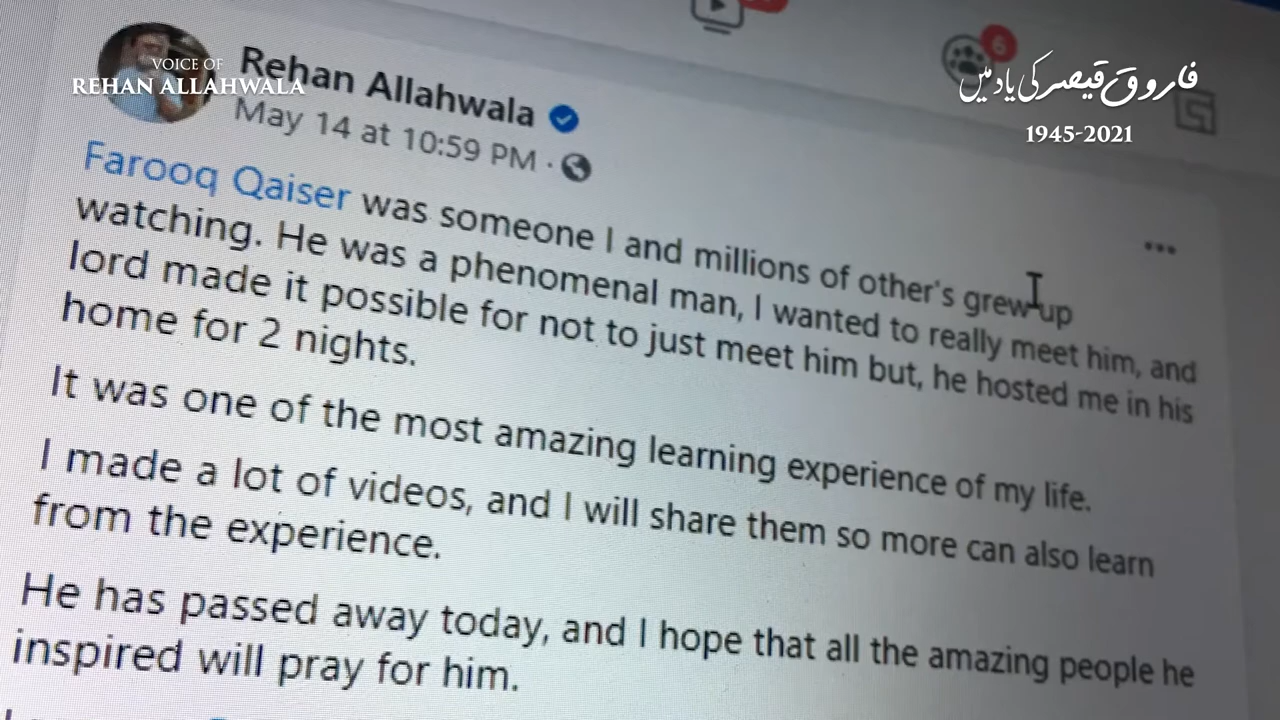 VOICE OF
REHAN ALLAHWALA
Rehan Allahwala
May 14 at 10:59 PM ·
6
فاروق قیصر کی یاد میں
1945-2021
Farooq Qaiser was someone I and millions of other's grew up
watching. He was a phenomenal man, I wanted to really meet him, and
lord made it possible for not to just meet him but, he hosted me in his
home for 2 nights.
It was one of the most amazing learning experience of my life.
I made a lot of videos, and I will share them so more can also learn
from the experience.
He has passed away today, and I hope that all the amazing people he
inspired will pray for him.